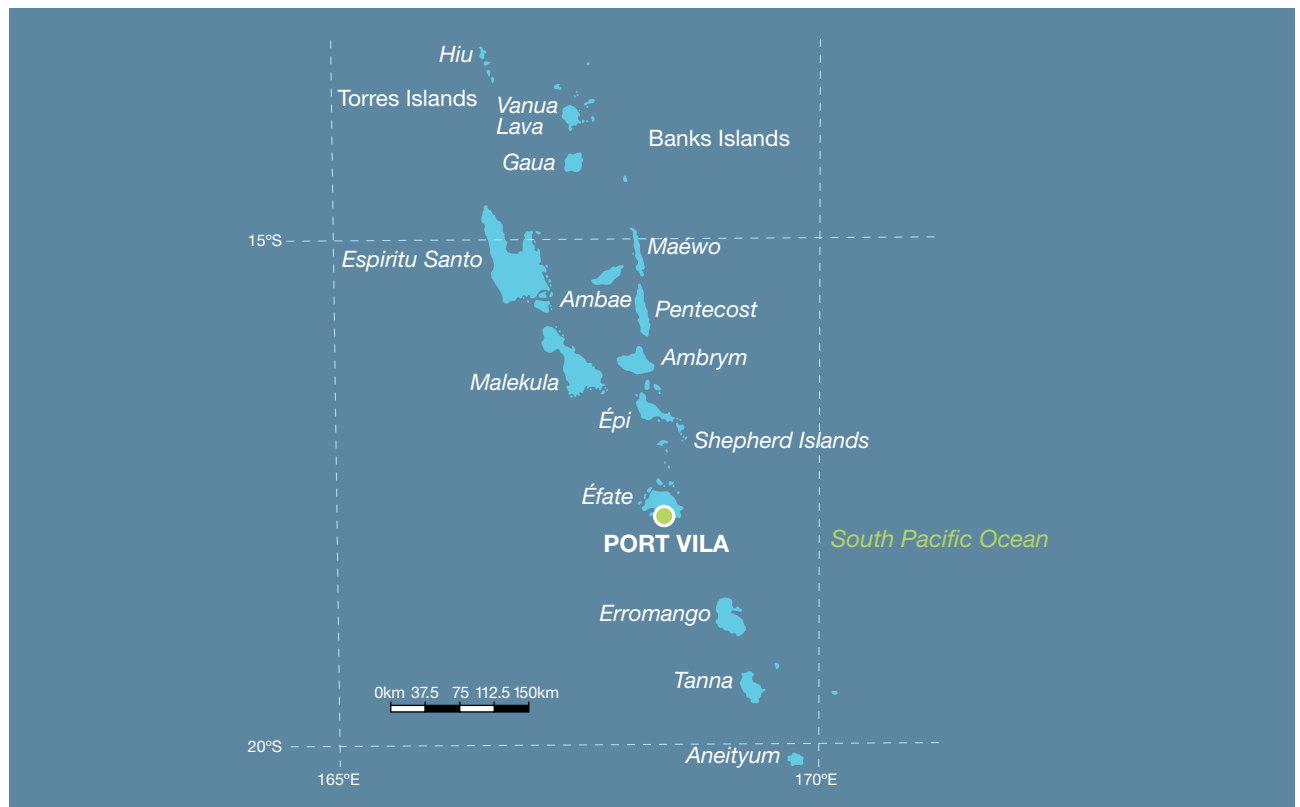 Hiu
Torres Islands
Vanua
Lava
Banks Islands
Gaua
15ºS
Maéwo
Espiritu Santo
Ambae
Pentecost
Ambrym
Malekula
Épi
Shepherd Islands
Éfate
PORT VILA
South Pacific Ocean
Erromango
Tanna
0km 37.5 75 112.5 150km
20ºS
Aneityum
165ºE
170ºE